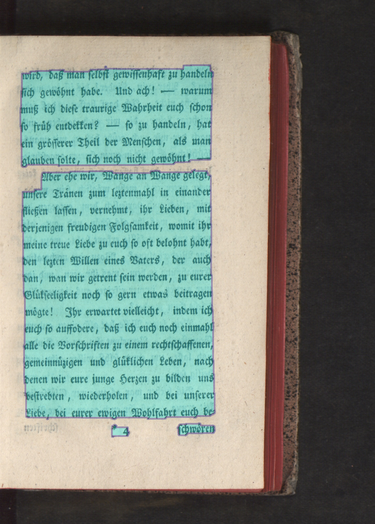 wird, daß man selbst gewissenhaft zu handeln
sich gewöhnt habe. Und ach! — warum
muß ich diese traurige Wahrheit euch schon
so früh entdekken? — so zu handeln, hat
ein grösserer Theil der Menschen, als man
glauben solte, sich noch nicht gewöhnt!
Aber ehe wir, Wange an Wange gelegt,
unsere Tränen zum leztenmahl in einander
fließen lassen, vernehmt, ihr Lieben, mit
derjenigen freudigen Folgsamkeit, womit ihr
meine treue Liebe zu euch so oft belohnt habt,
den lezten Willen eines Vaters, der auch
dan, wan wir getrent sein werden, zu eurer
Glükseeligkeit noch so gern etwas beitragen
mögte! Ihr erwartet vielleicht, indem ich
euch so auffodere, daß ich euch noch einmahl
alle die Vorschriften zu einem rechtschaffenen,
gemeinnüzigen und glüklichen Leben, nach
denen wir eure junge Herzen zu bilden uns
bestrebten, wiederholen, und bei unserer
Liebe, bei eurer ewigen Wohlfahrt euch be
4 schwören